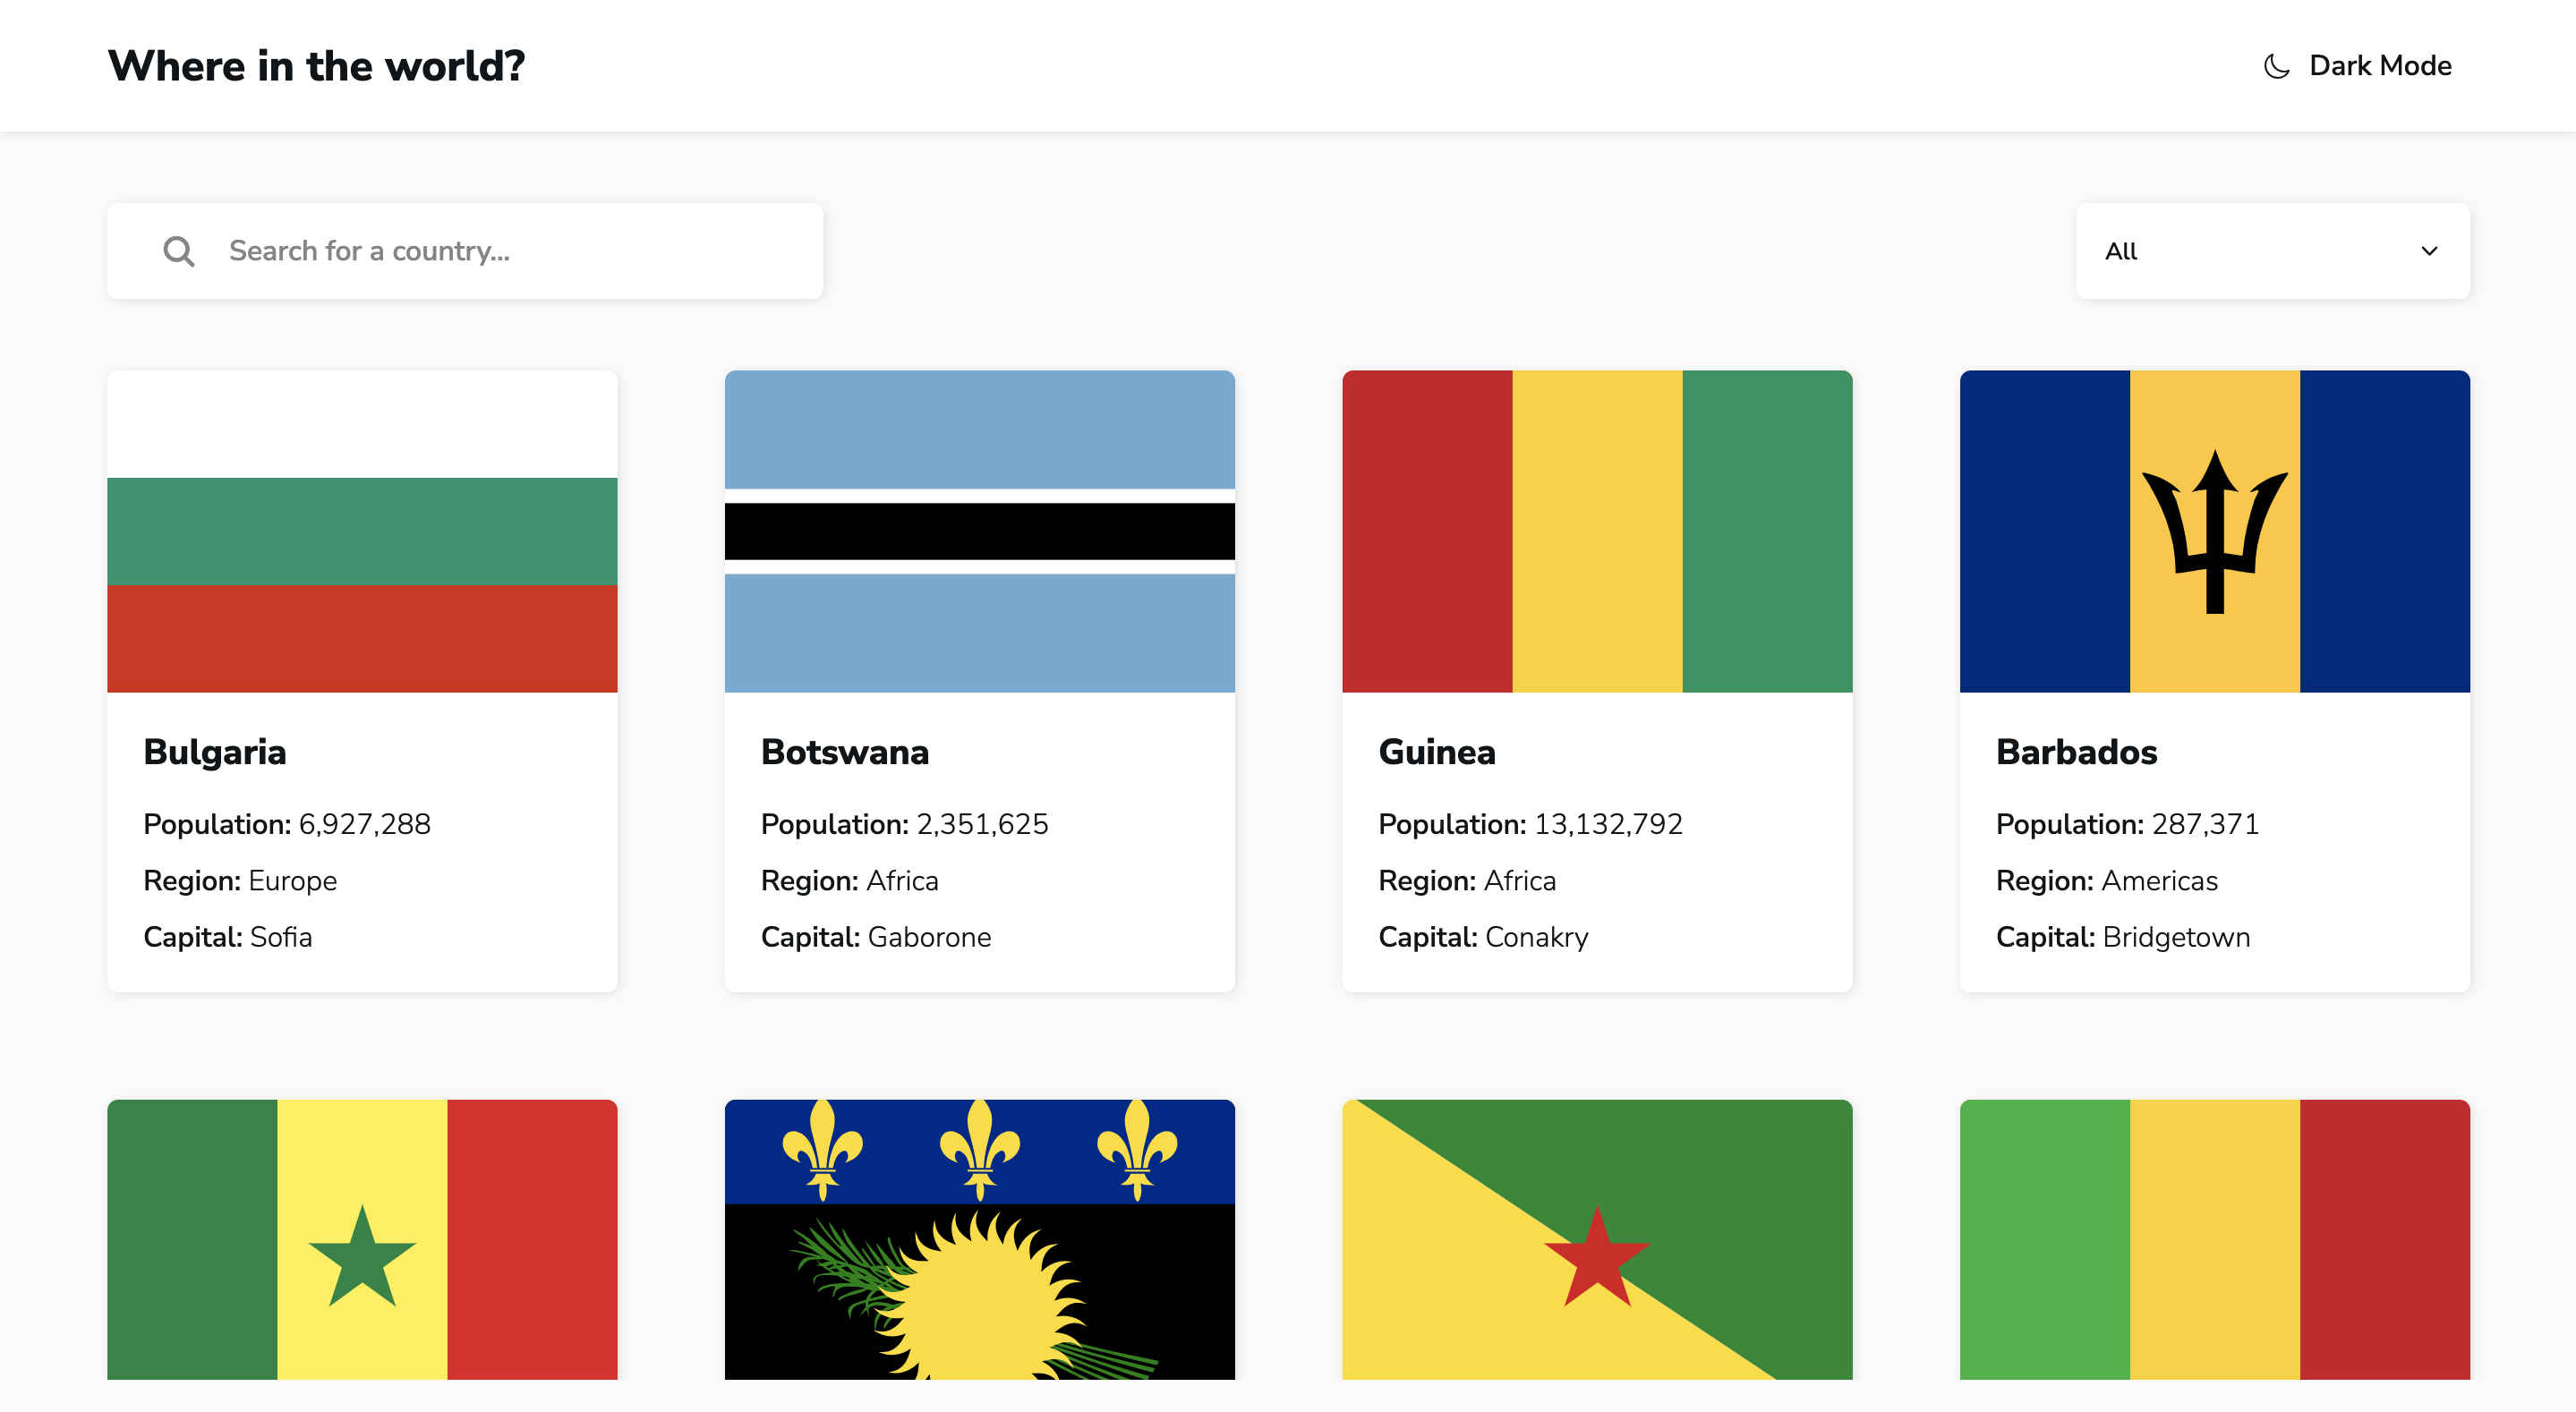 Where in the world?
Dark Mode
Search for a country...
All
Bulgaria
Population: 6,927,288
Region: Europe
Capital: Sofia
Botswana
Population: 2,351,625
Region: Africa
Capital: Gaborone
Guinea
Population: 13,132,792
Region: Africa
Capital: Conakry
Barbados
Population: 287,371
Region: Americas
Capital: Bridgetown